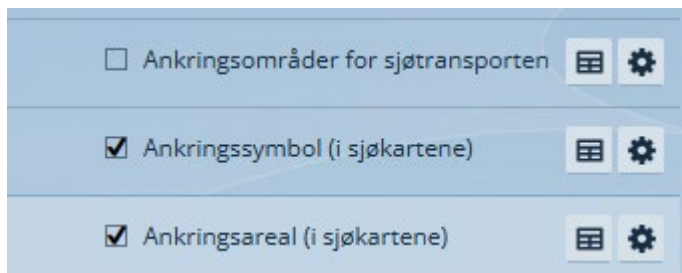 Ankringsområder for sjøtransporten
Ankringssymbol (i sjøkartene)
Ankringsareal (i sjøkartene)